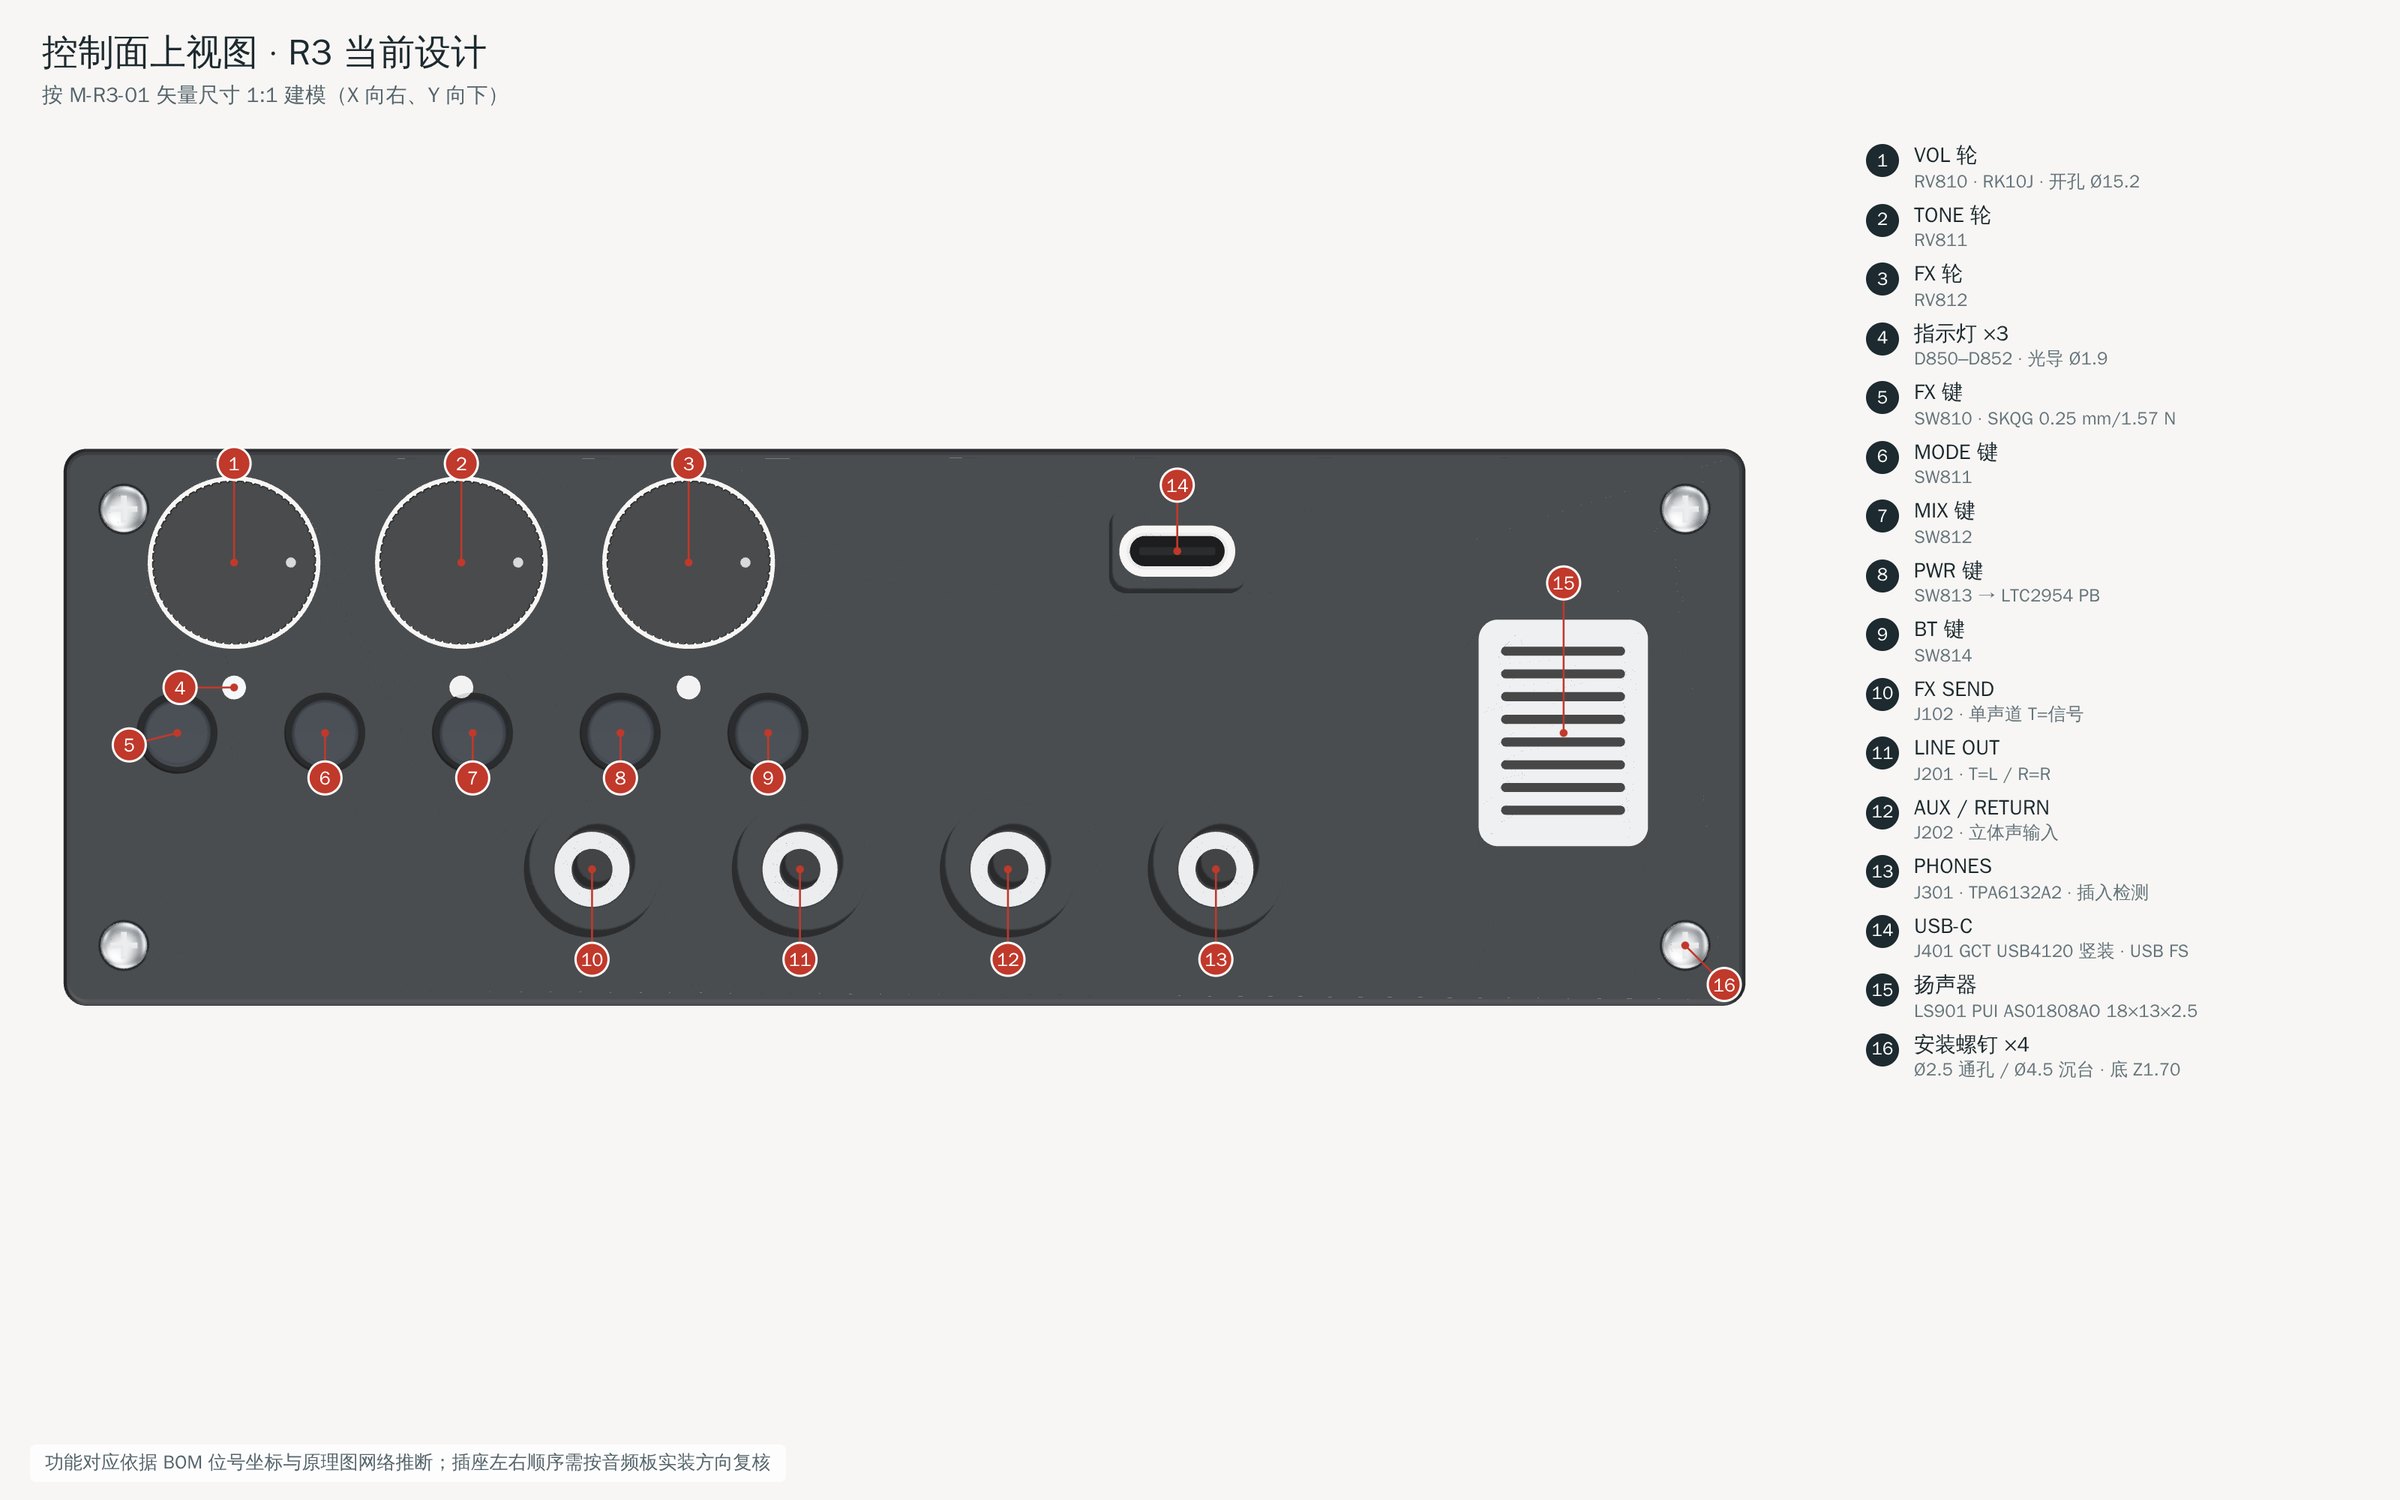 控制面上视图 · R3 当前设计
按 M-R3-01 矢量尺寸 1:1 建模（X 向右、Y 向下）
1
2
3
14
15
4
5
6
7
8
9
10
11
12
13
16
1 VOL 轮
RV810 · RK10J · 开孔 Ø15.2
2 TONE 轮
RV811
3 FX 轮
RV812
4 指示灯 ×3
D850–D852 · 光导 Ø1.9
5 FX 键
SW810 · SKQG 0.25 mm/1.57 N
6 MODE 键
SW811
7 MIX 键
SW812
8 PWR 键
SW813 → LTC2954 PB
9 BT 键
SW814
10 FX SEND
J102 · 单声道 T=信号
11 LINE OUT
J201 · T=L / R=R
12 AUX / RETURN
J202 · 立体声输入
13 PHONES
J301 · TPA6132A2 · 插入检测
14 USB-C
J401 GCT USB4120 竖装 · USB FS
15 扬声器
LS901 PUI AS01808AO 18×13×2.5
16 安装螺钉 ×4
Ø2.5 通孔 / Ø4.5 沉台 · 底 Z1.70
功能对应依据 BOM 位号坐标与原理图网络推断；插座左右顺序需按音频板实装方向复核